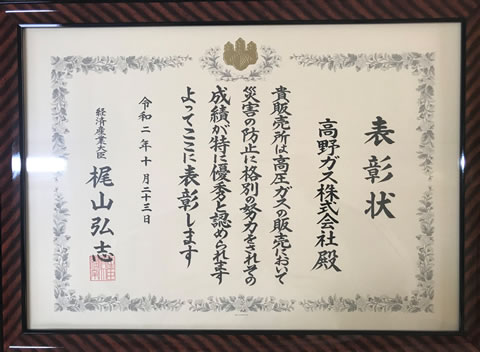 表彰状
高野ガス株式会社殿
貴販売所は高圧ガスの販売において
災害の防止に格別の努力をされその
成績が特に優秀と認められます
よってここに表彰します
令和二年十月二十三日
経済産業大臣 梶山弘志